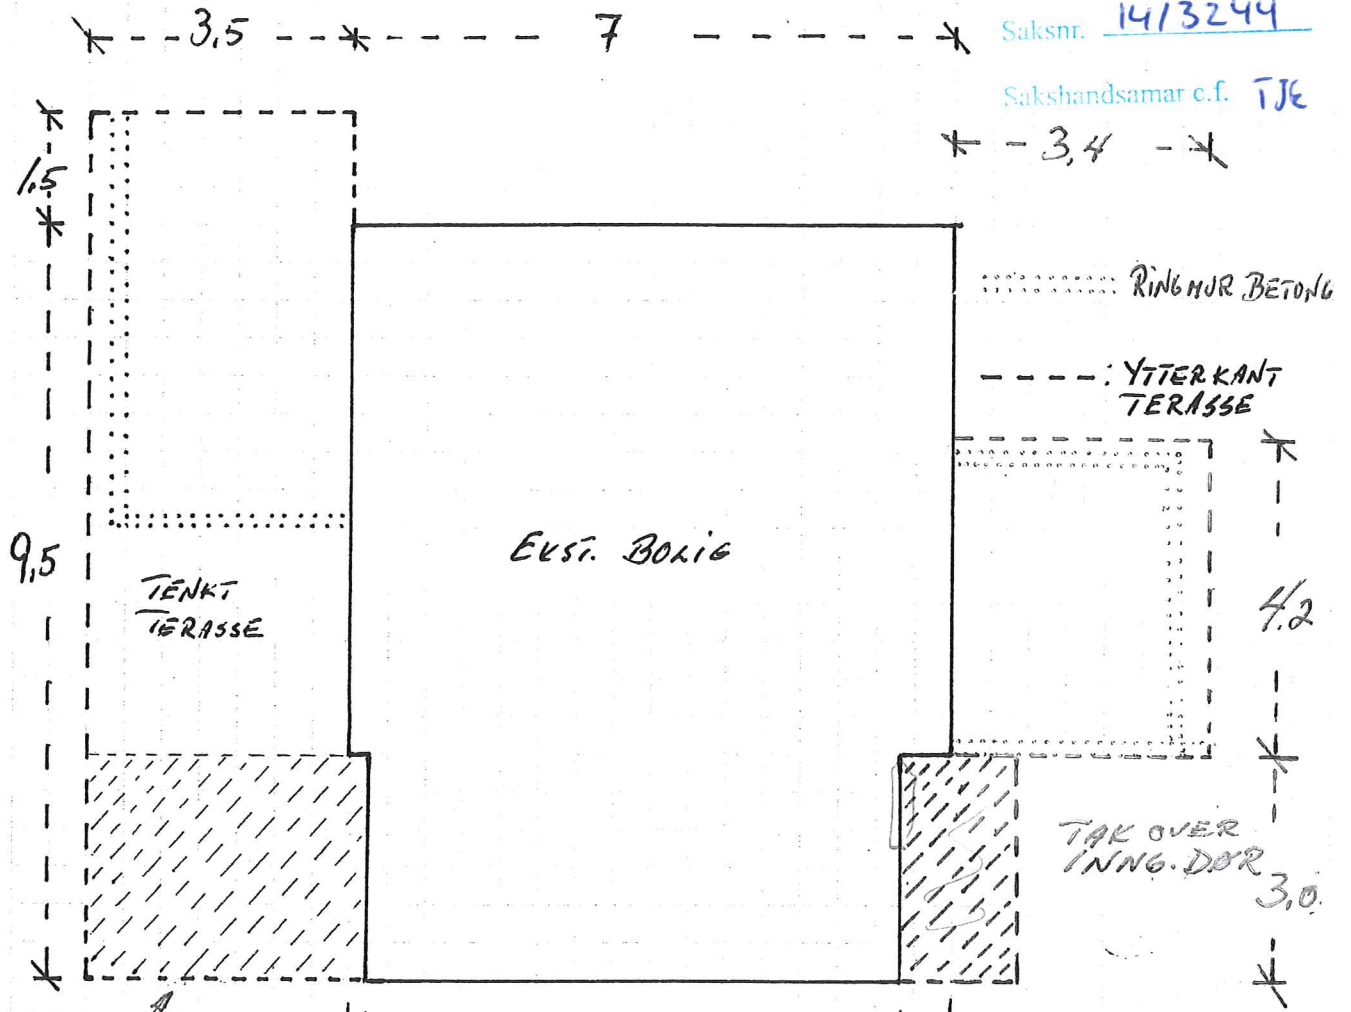 3,5
7
Saksnr. 14/3244
Sakshandsamar c.f. TJE
3,4
1,5
RINGMUR BETONG
: YTTERKANT
TERASSE
9,5
EKST. BOLIG
TENKT
TERASSE
4.2
TAK OVER
INNG. DØR
3,0